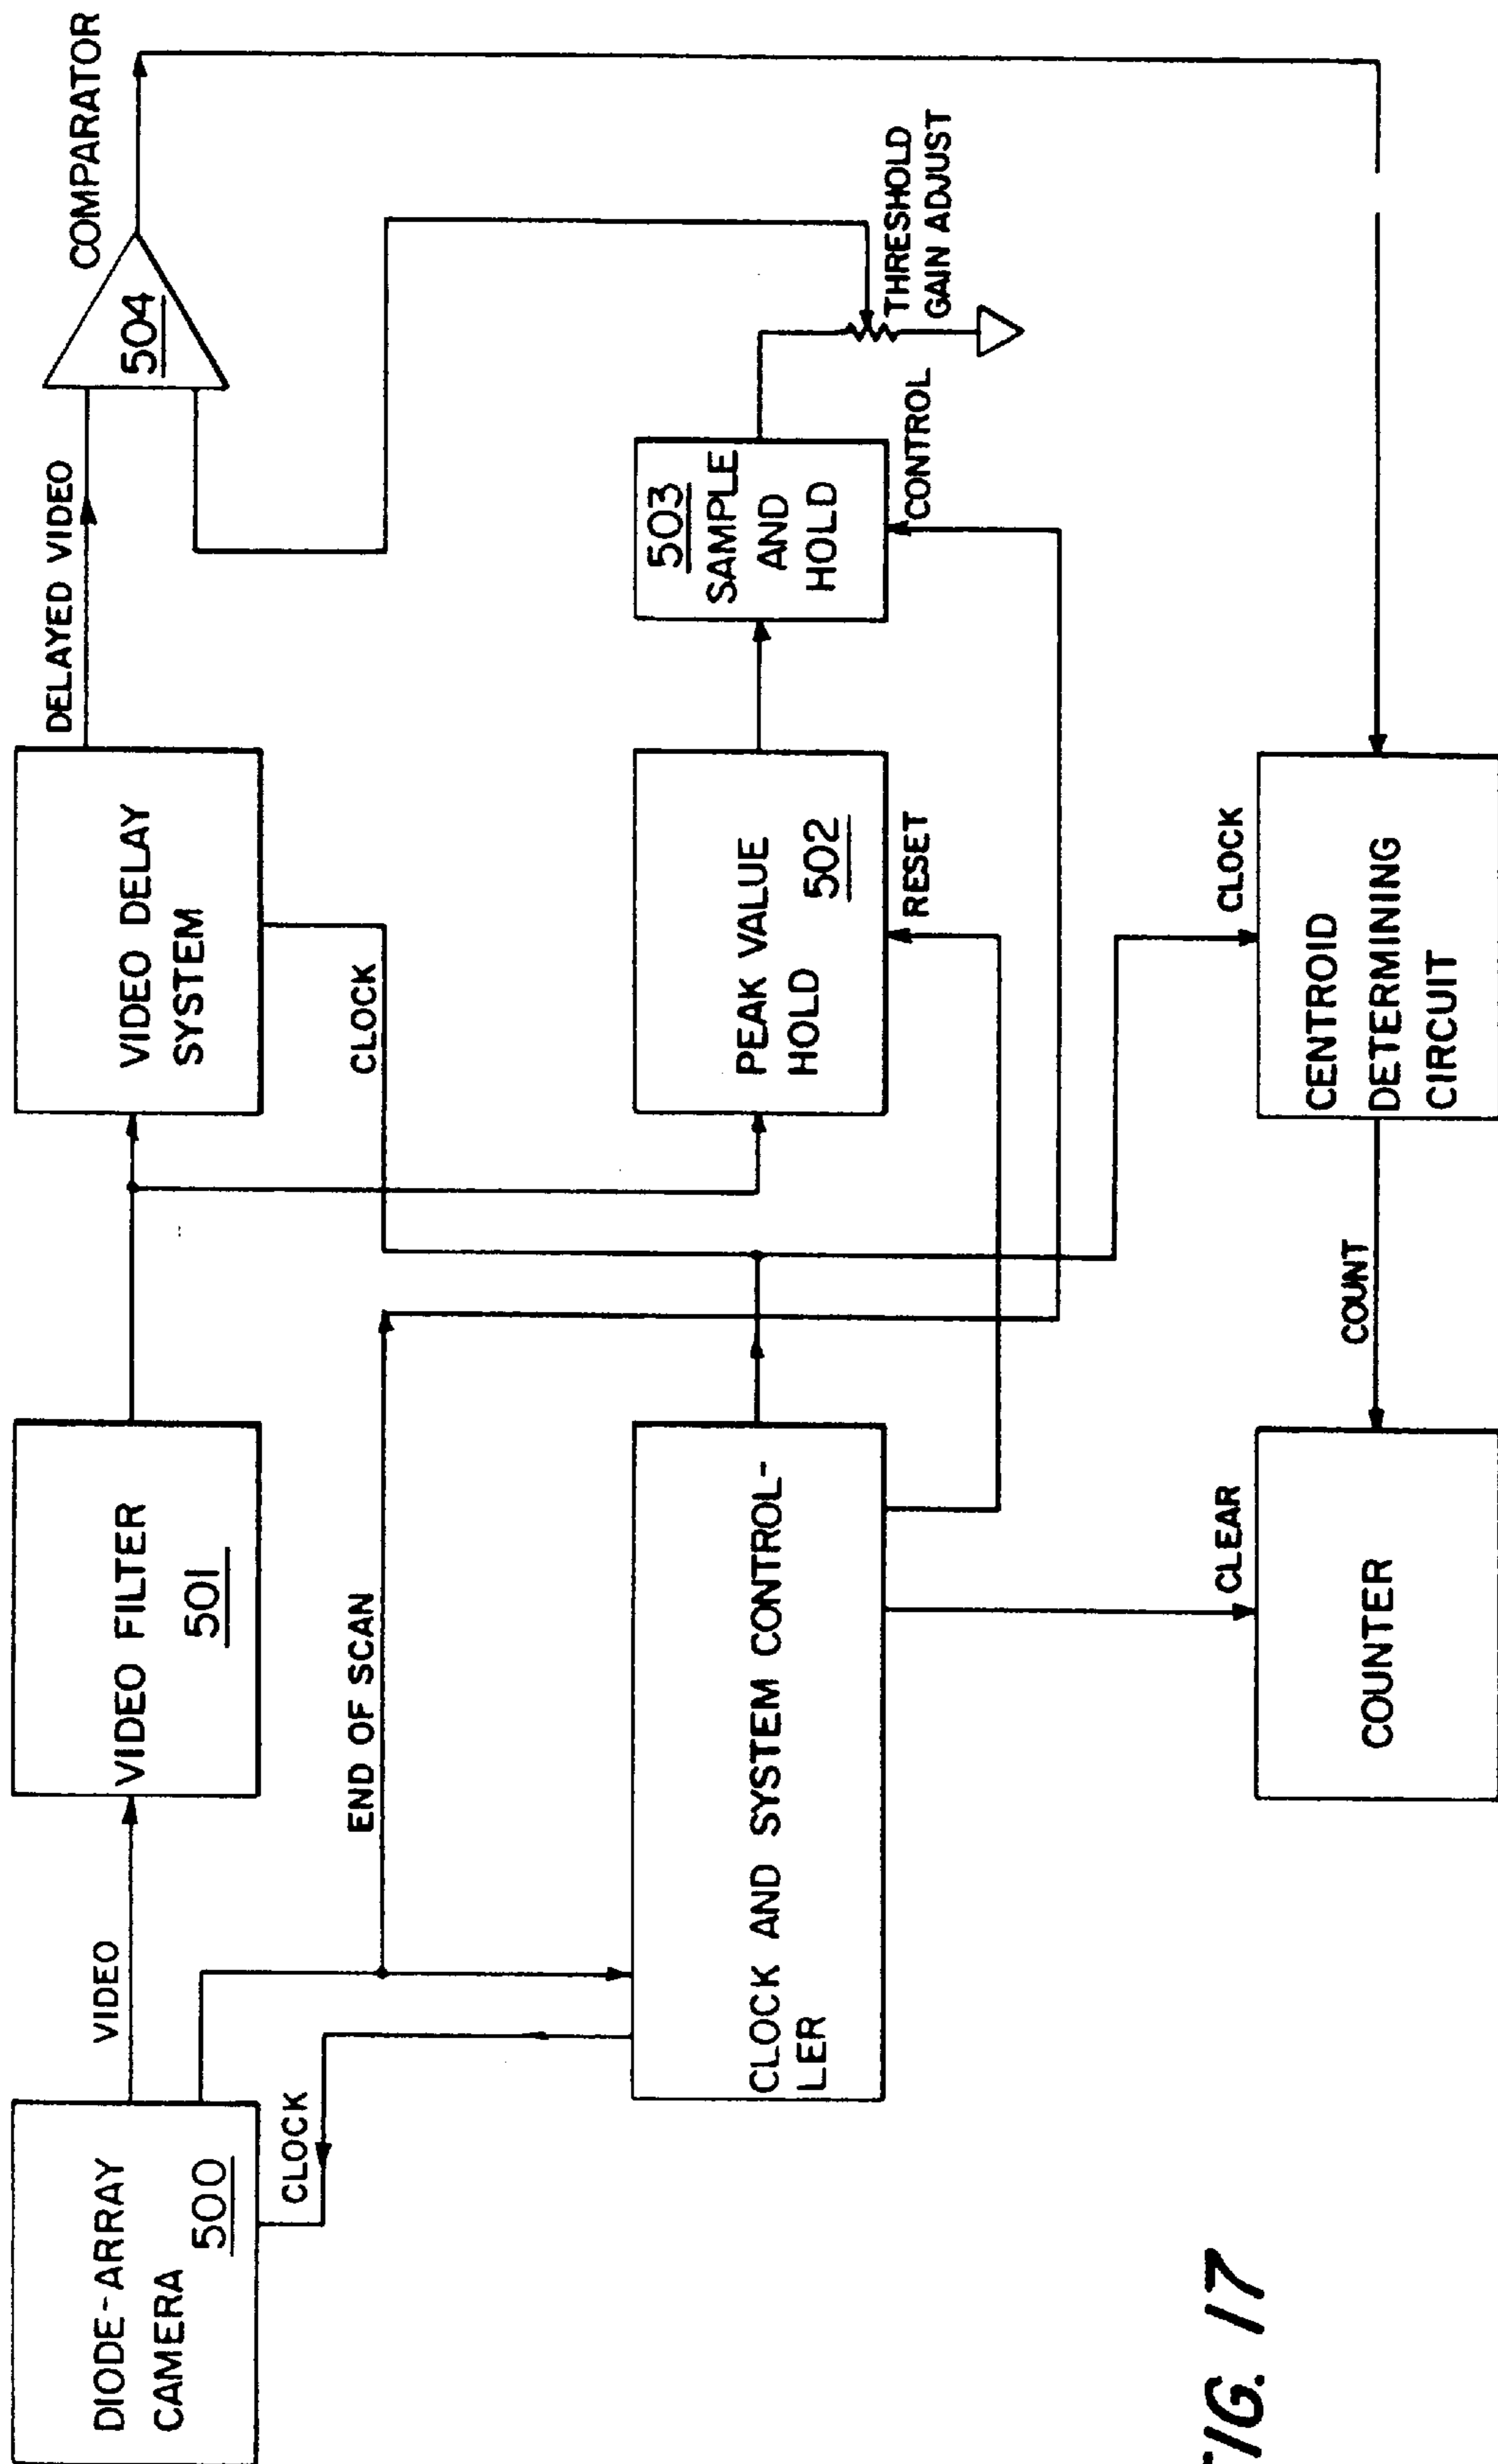 DIODE-ARRAY
CAMERA
500
VIDEO
VIDEO FILTER
501
VIDEO DELAY
SYSTEM
DELAYED VIDEO
COMPARATOR
504
CLOCK
END OF SCAN
CLOCK
CLOCK AND SYSTEM CONTROL-
LER
PEAK VALUE
HOLD
502
RESET
503
SAMPLE
AND
HOLD
CONTROL
THRESHOLD
GAIN ADJUST
CLEAR
COUNTER
COUNT
CLOCK
CENTROID
DETERMINING
CIRCUIT
FIG. 17